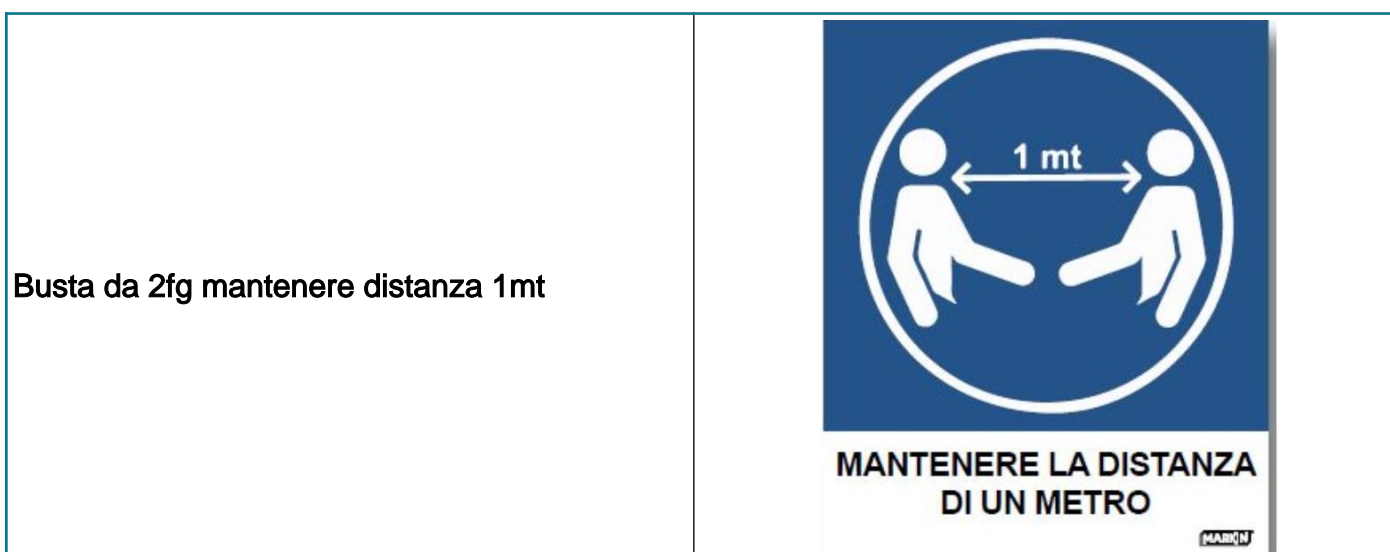 Busta da 2fg mantenere distanza 1mt
1 mt
MANTENERE LA DISTANZA
DI UN METRO
MARKIN